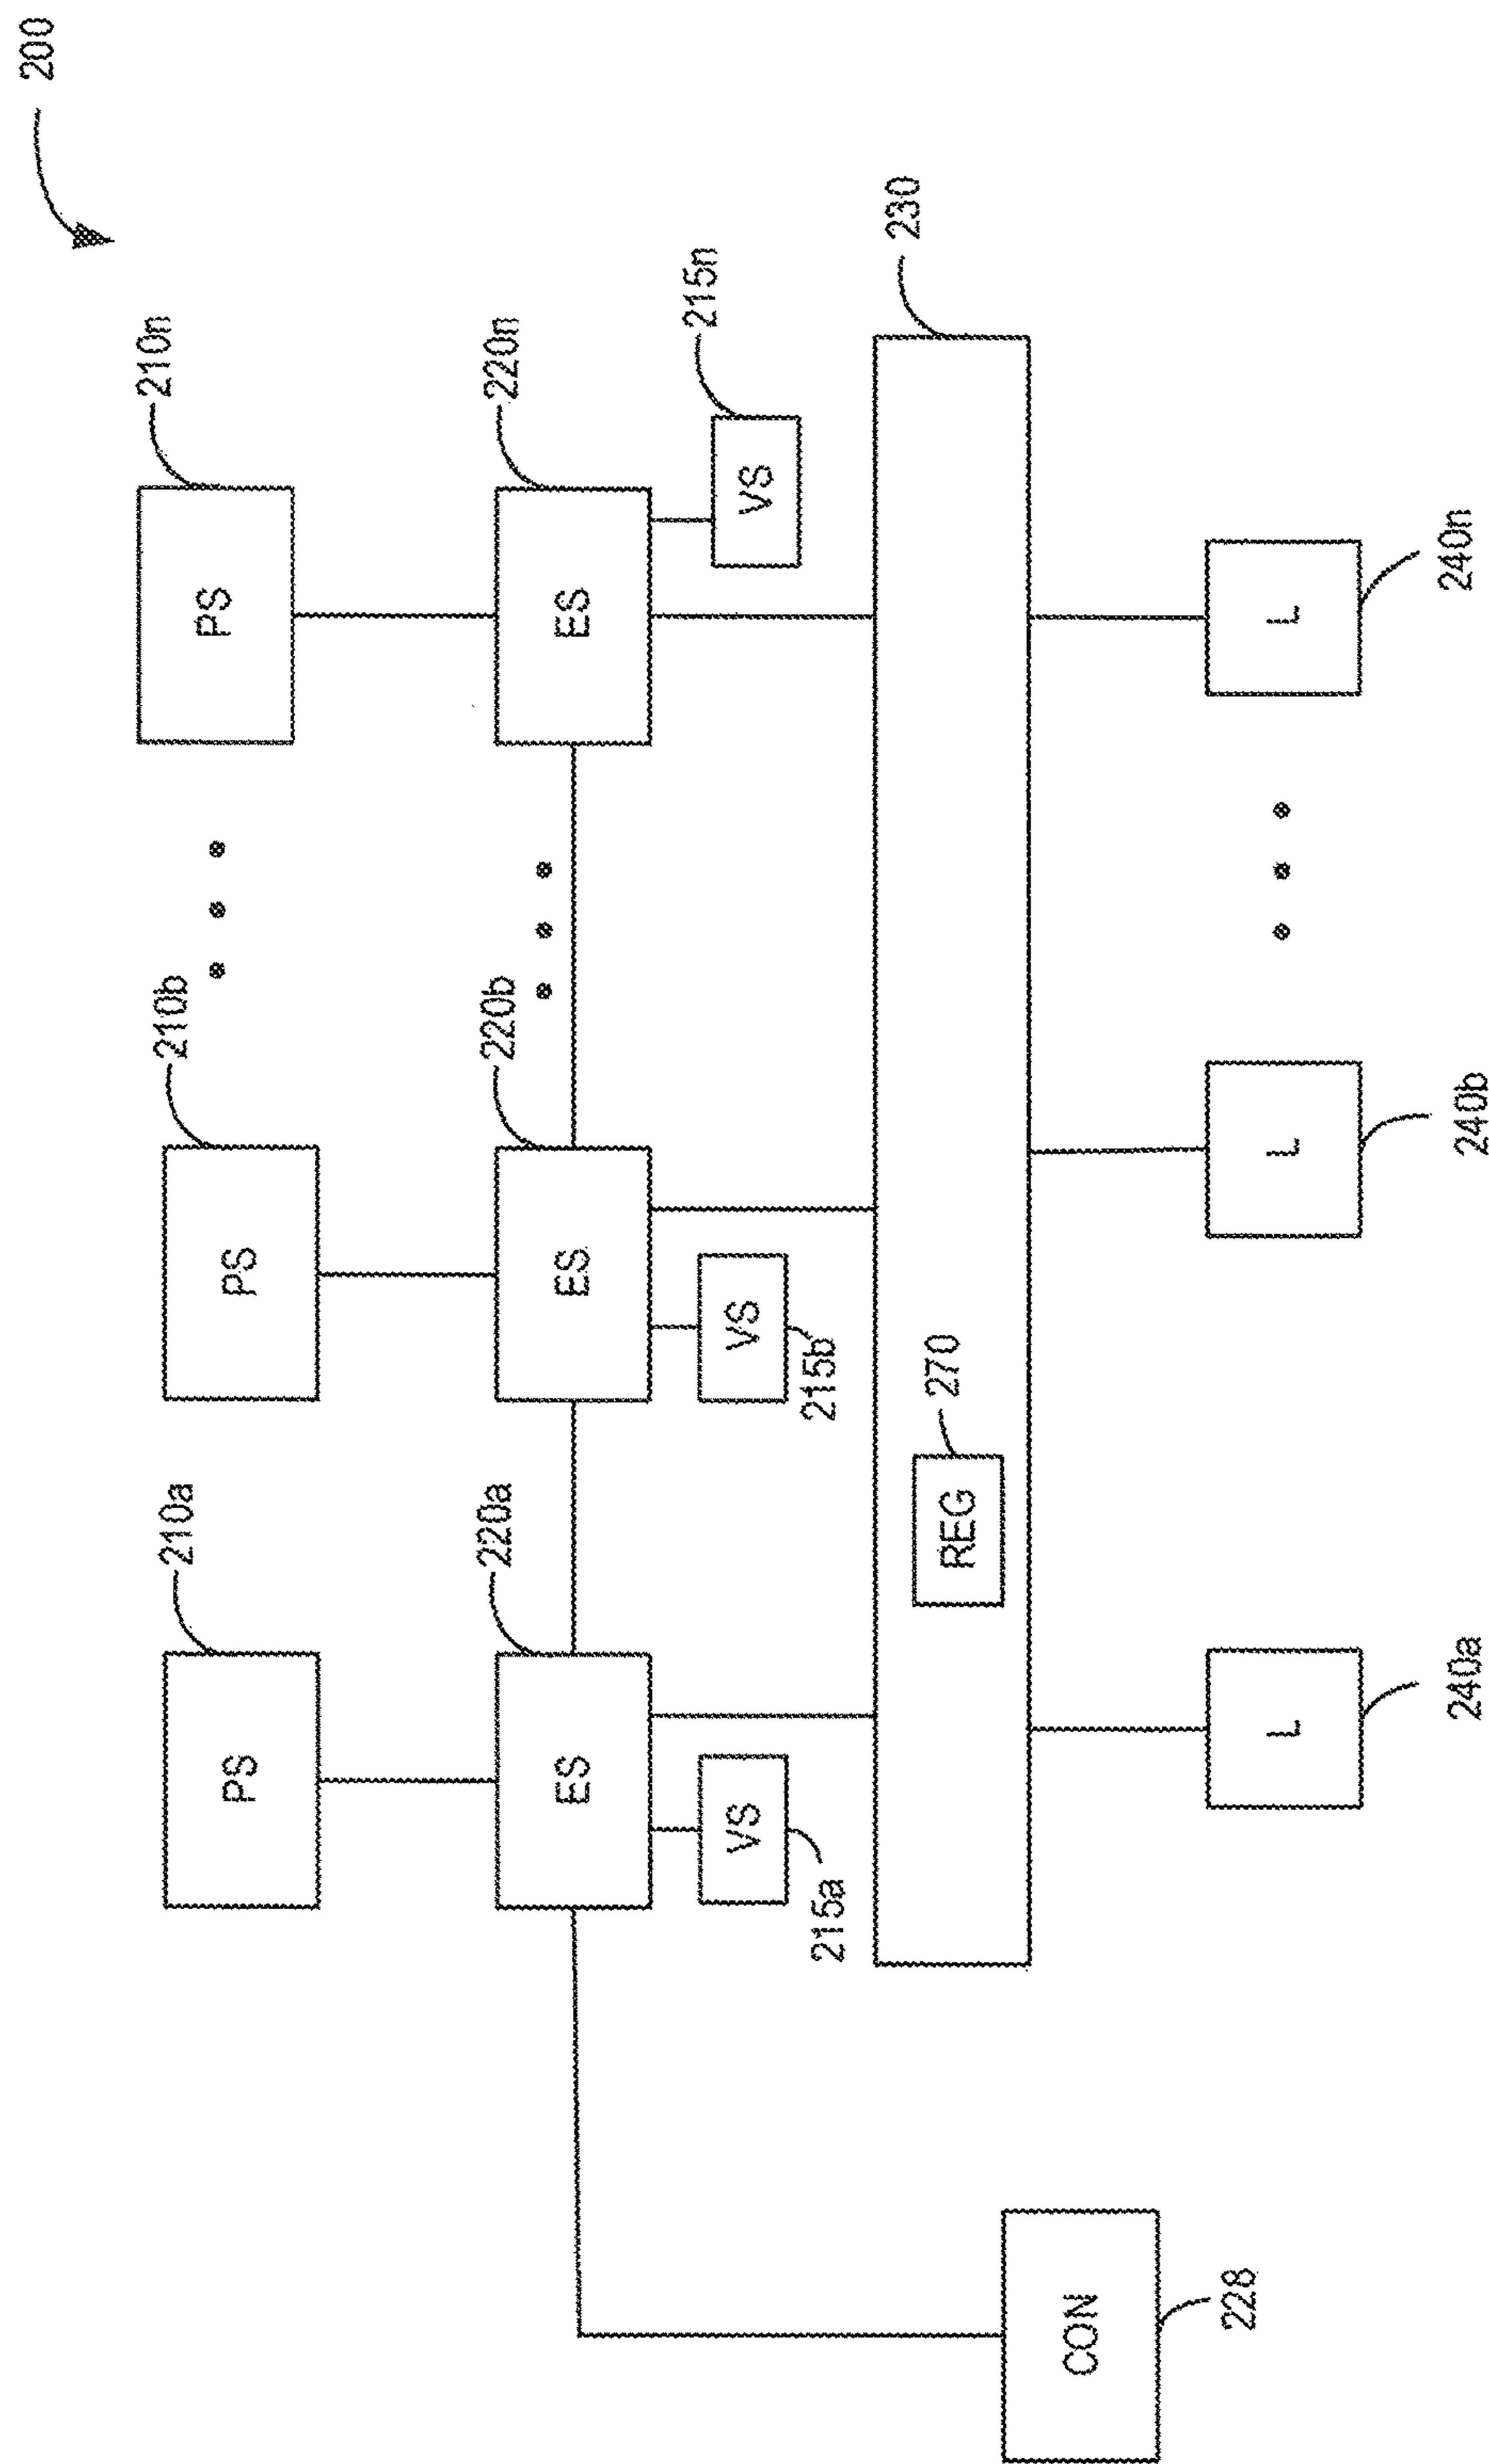 200
210a
210b
210n
PS
PS
PS
220a
220b
220n
ES
ES
ES
215n
VS
VS
VS
215a
215b
230
REG
270
CON
228
L
L
L
240a
240b
240n